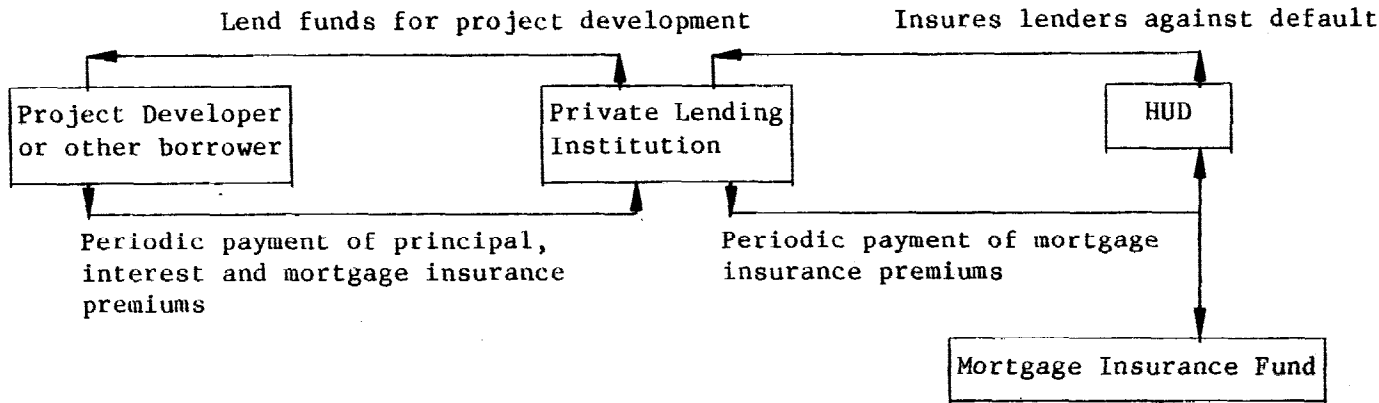 Lend funds for project development
Insures lenders against default
Project Developer
or other borrower
Private Lending
Institution
HUD
Periodic payment of principal,
interest and mortgage insurance
premiums
Periodic payment of mortgage
insurance premiums
Mortgage Insurance Fund